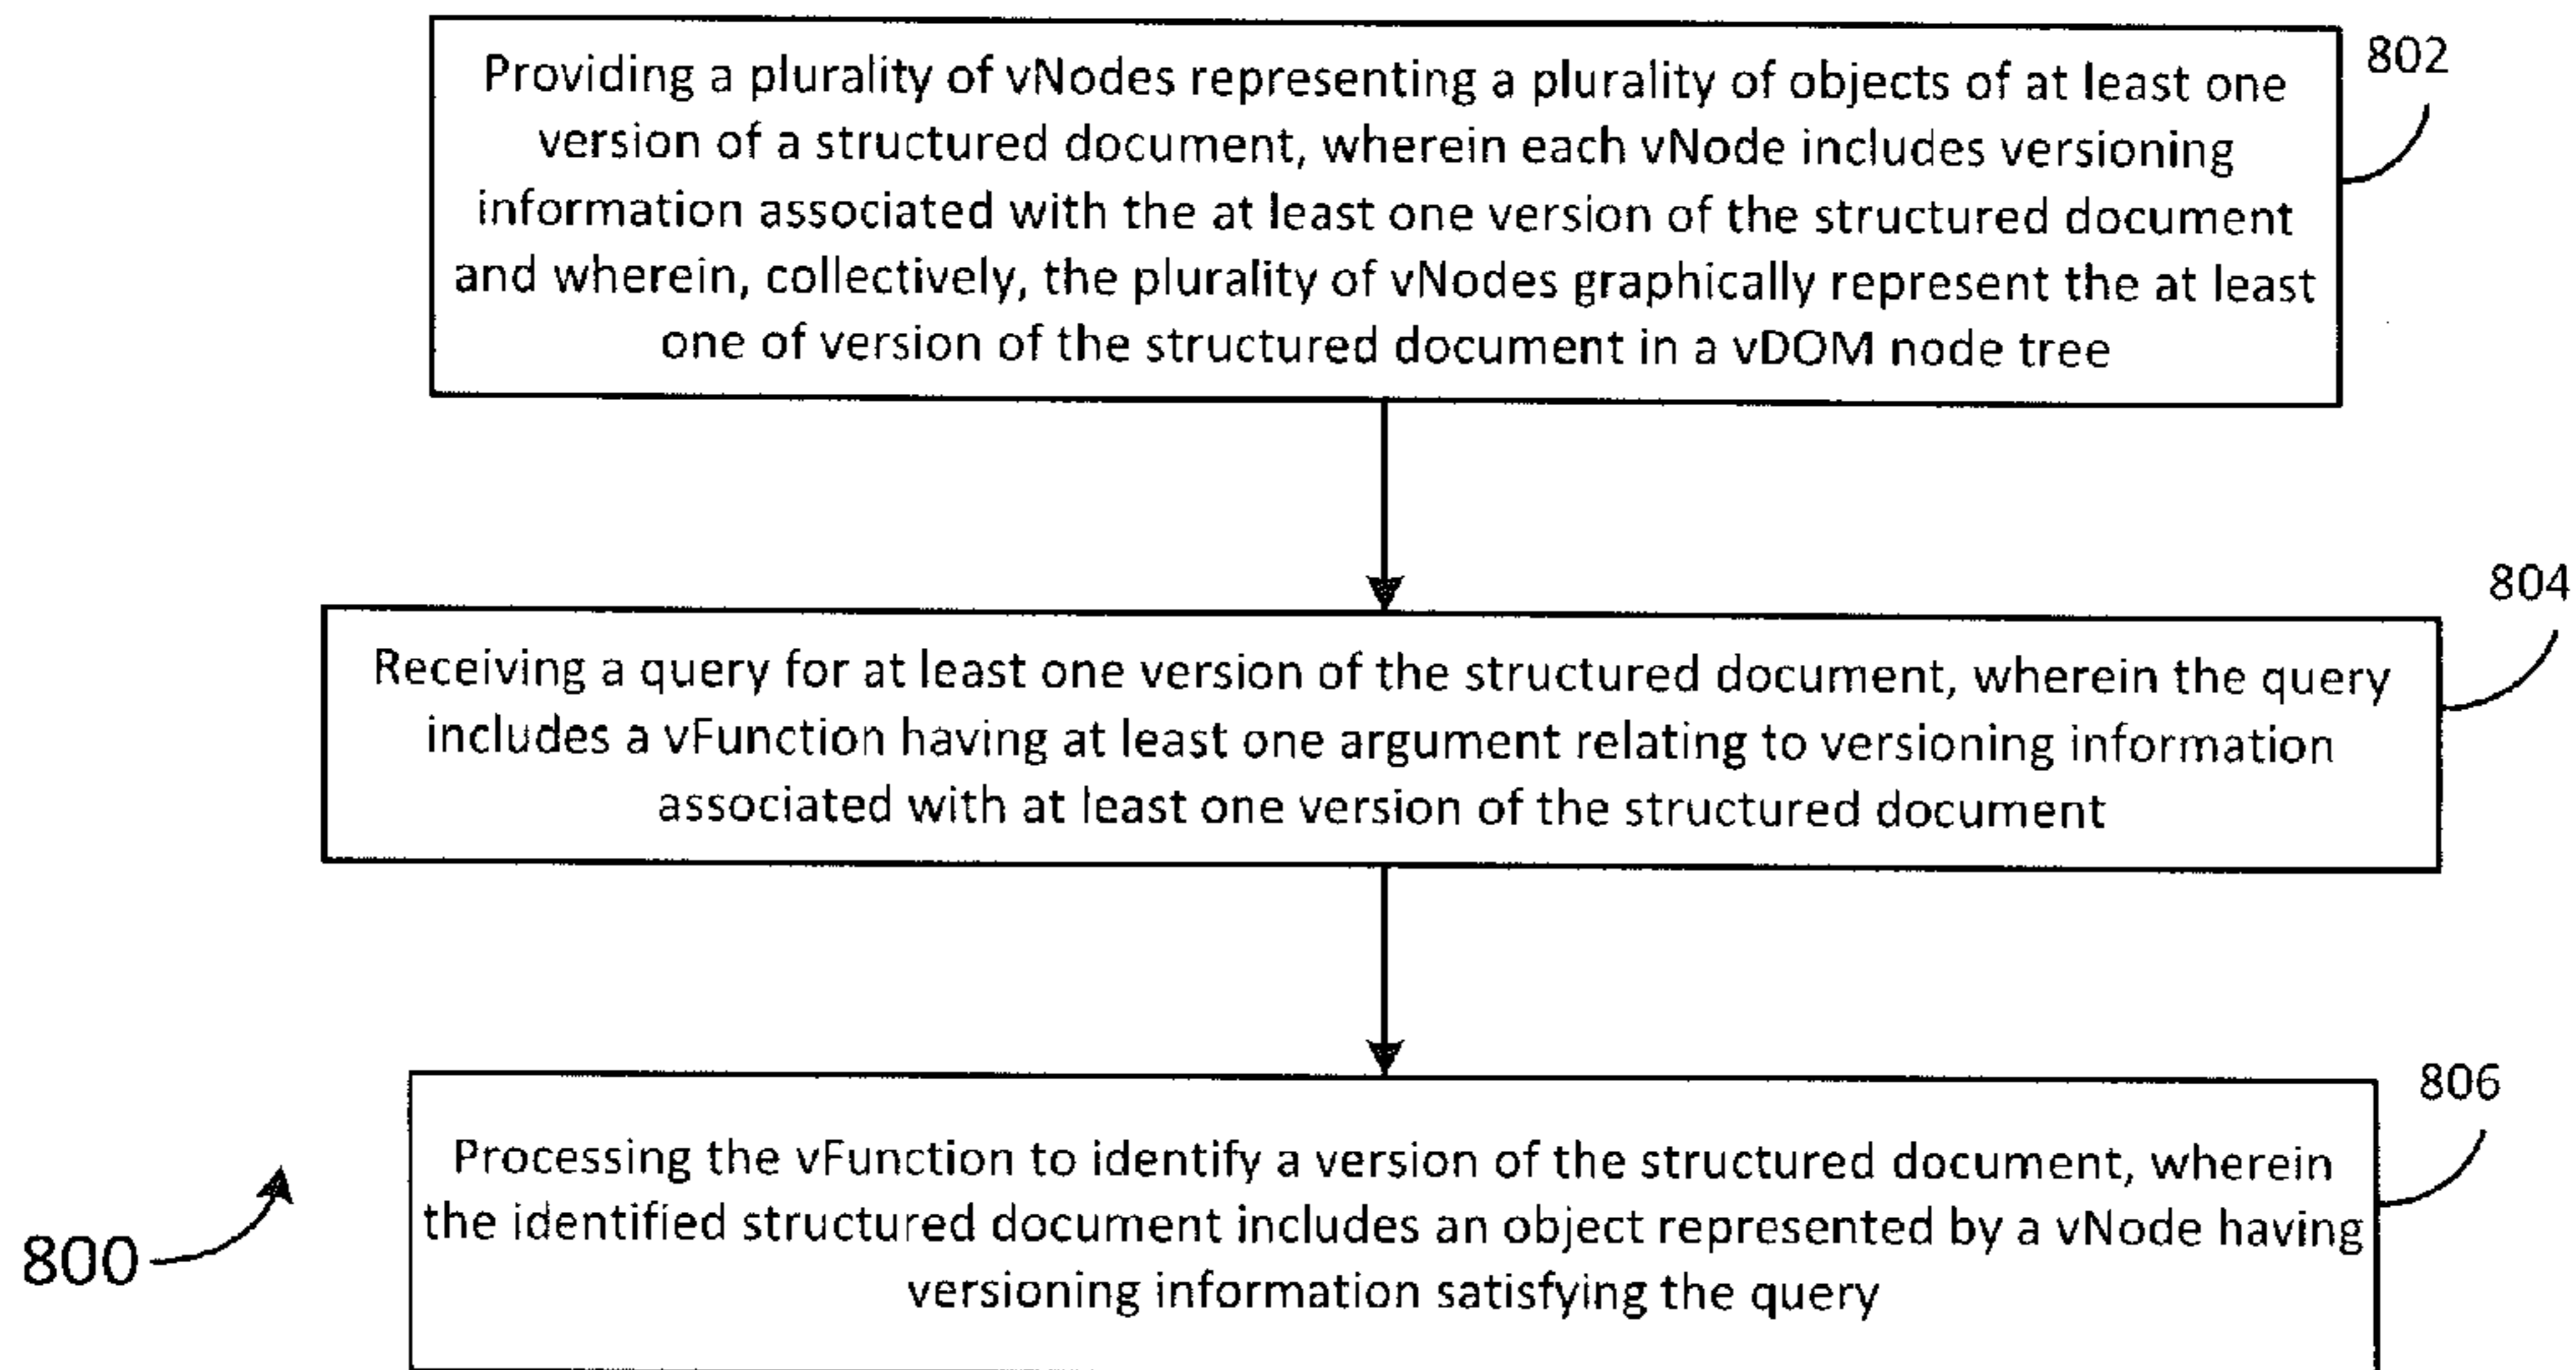 Providing a plurality of vNodes representing a plurality of objects of at least one
version of a structured document, wherein each vNode includes versioning
information associated with the at least one version of the structured document
and wherein, collectively, the plurality of vNodes graphically represent the at least
one of version of the structured document in a vDOM node tree
802
Receiving a query for at least one version of the structured document, wherein the query
includes a vFunction having at least one argument relating to versioning information
associated with at least one version of the structured document
804
Processing the vFunction to identify a version of the structured document, wherein
the identified structured document includes an object represented by a vNode having
versioning information satisfying the query
806
800